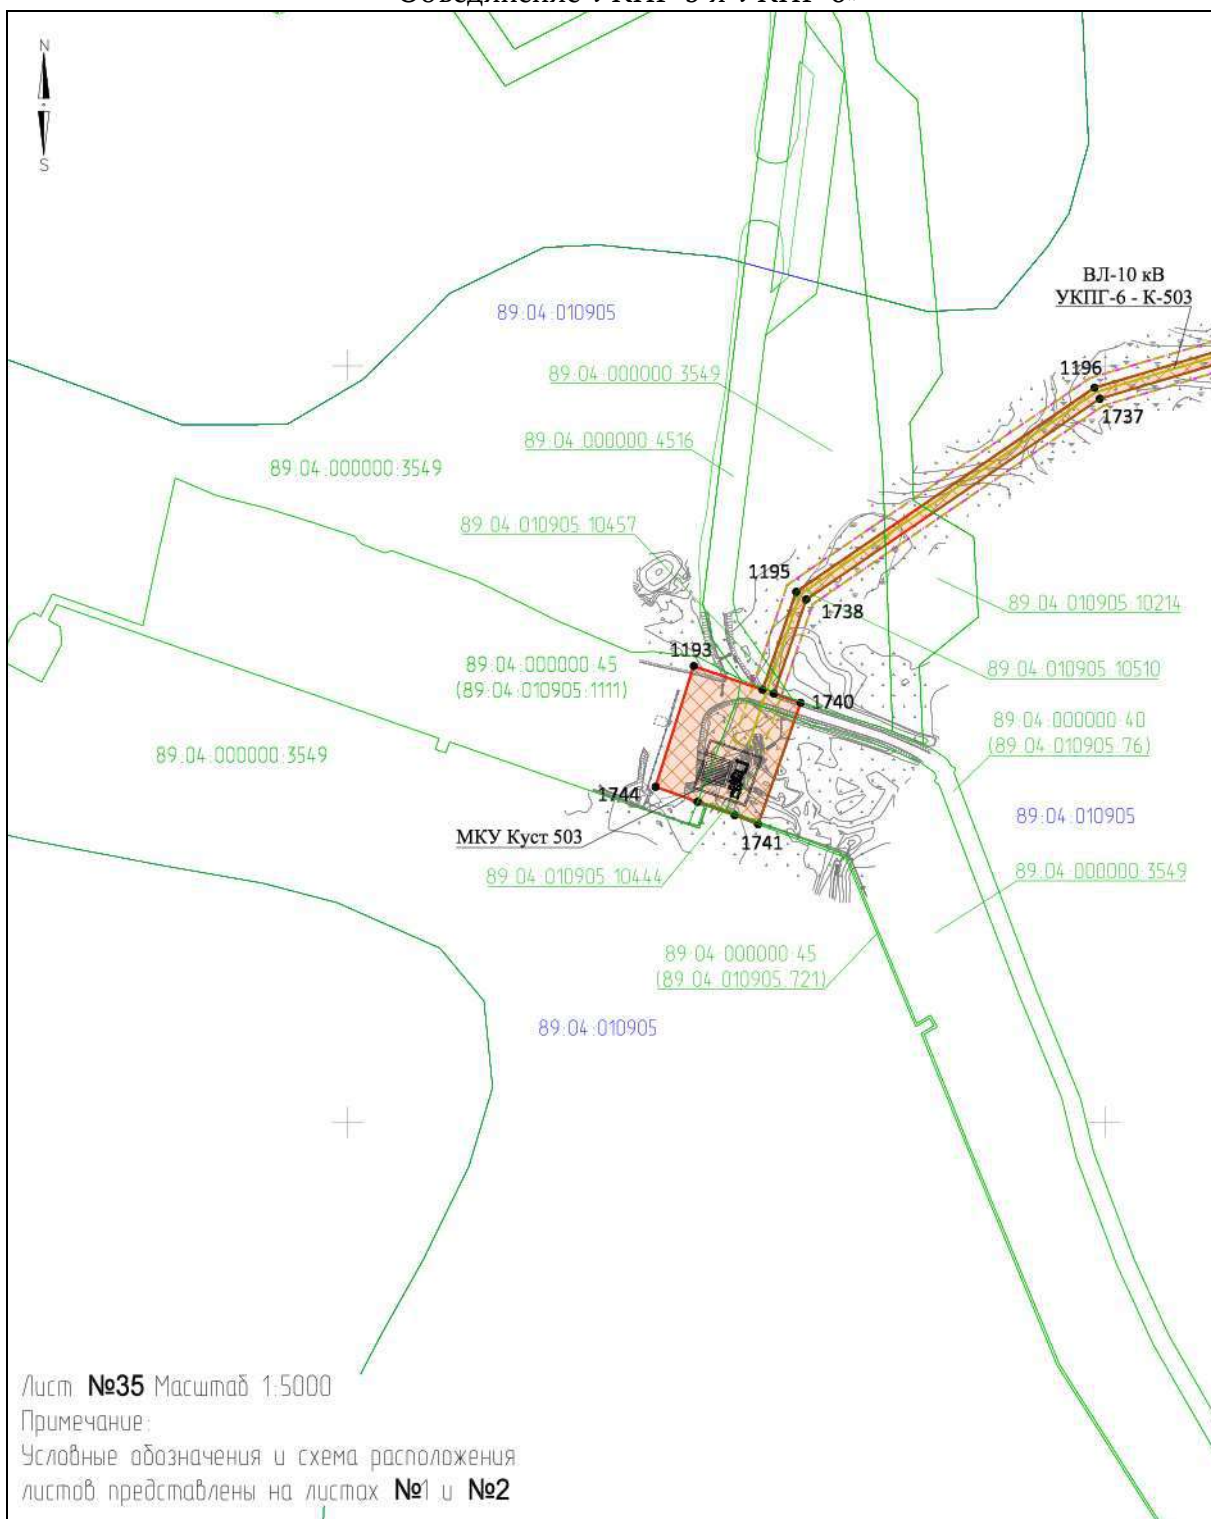 N
S
ВЛ-10 кВ
УКПГ-6 - К-503
89:04:010905
1196
89:04:000000:3549
1737
89:04:000000:4516
89:04:000000:3549
89:04:010905:10457
1195
89:04:010905:10214
1738
1193
89:04:000000:45
(89:04:010905:1111)
89:04:010905:10510
1740
89:04:000000:40
(89:04:010905:76)
89:04:000000:3549
1744
89:04:010905
МКУ Куст 503
1741
89:04:010905:10444
89:04:000000:3549
89:04:000000:45
(89:04:010905:721)
89:04:010905
Лист №35 Масштаб 1:5000
Примечание:
Условные обозначения и схема расположения
листов представлены на листах №1 и №2